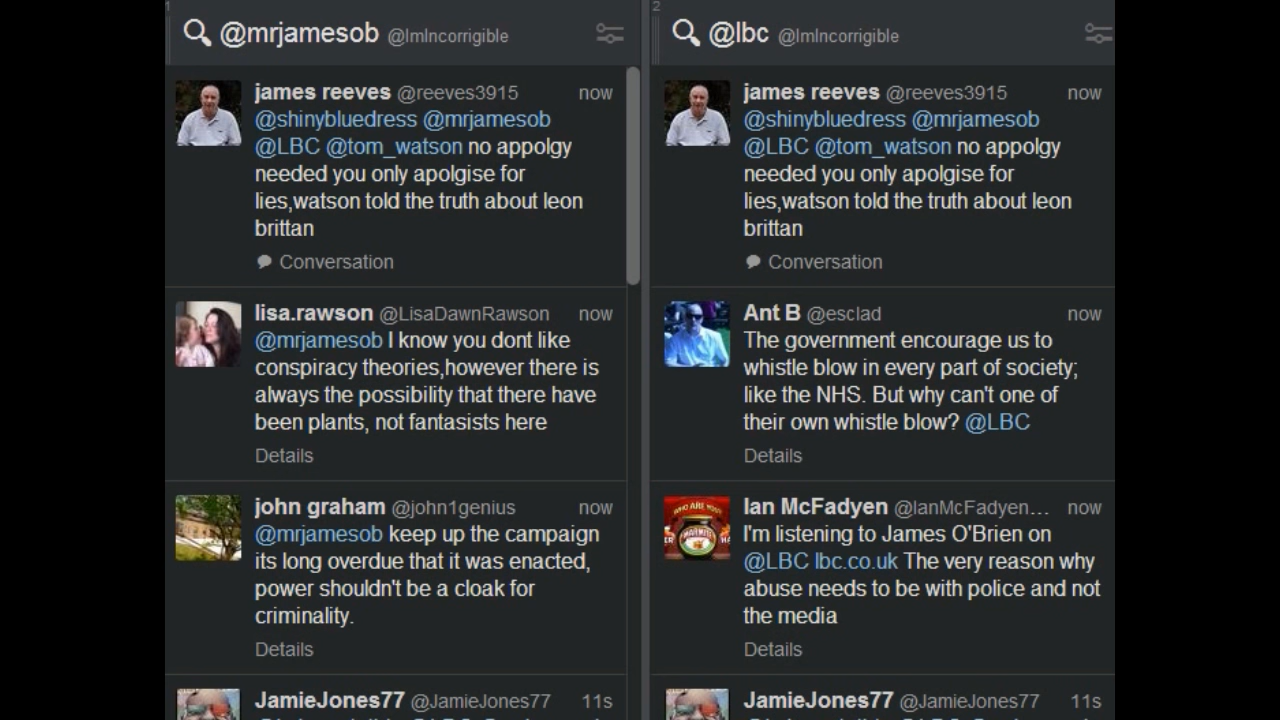 1
@mrjamesob @ImIncorrigible
james reeves @reeves3915 now
@shinybluedress @mrjamesob
@LBC @tom_watson no appolgy
needed you only apolgise for
lies,watson told the truth about leon
brittan
Conversation
lisa.rawson @LisaDawnRawson now
@mrjamesob I know you dont like
conspiracy theories,however there is
always the possibility that there have
been plants, not fantasists here
Details
john graham @john1genius now
@mrjamesob keep up the campaign
its long overdue that it was enacted,
power shouldn't be a cloak for
criminality.
Details
JamieJones77 @JamieJones77 11s
2
@lbc @ImIncorrigible
james reeves @reeves3915 now
@shinybluedress @mrjamesob
@LBC @tom_watson no appolgy
needed you only apolgise for
lies,watson told the truth about leon
brittan
Conversation
Ant B @esclad now
The government encourage us to
whistle blow in every part of society;
like the NHS. But why can't one of
their own whistle blow? @LBC
Details
Ian McFadyen @IanMcFadyen... now
WHO ARE YOU?
MARMITE
I'm listening to James O'Brien on
@LBC lbc.co.uk The very reason why
abuse needs to be with police and not
the media
Details
JamieJones77 @JamieJones77 11s